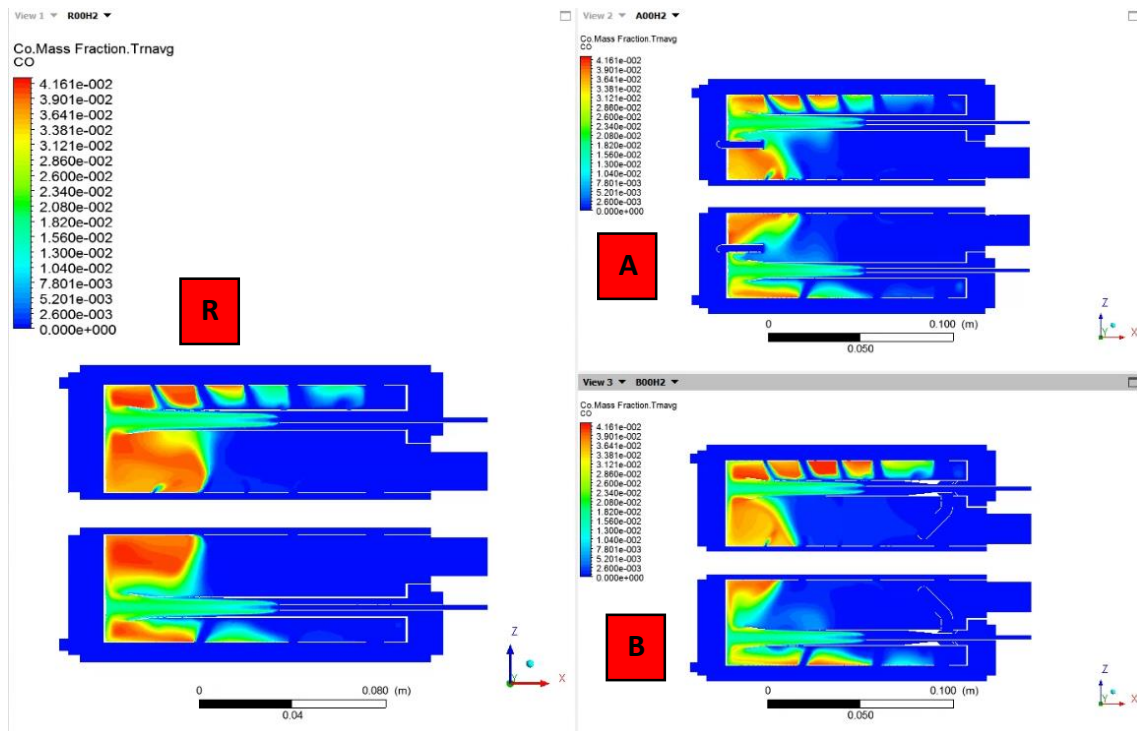 View 1 ▼ R00H2 ▼
Co.Mass Fraction.Trnavg
CO
4.161e-002
3.901e-002
3.641e-002
3.381e-002
3.121e-002
2.860e-002
2.600e-002
2.340e-002
2.080e-002
1.820e-002
1.560e-002
1.300e-002
1.040e-002
7.801e-003
5.201e-003
2.600e-003
0.000e+000
R
Z
Y
X
0
0.080 (m)
0.04
View 2 ▼ A00H2 ▼
Co.Mass Fraction.Trnavg
CO
4.161e-002
3.901e-002
3.641e-002
3.381e-002
3.121e-002
2.860e-002
2.600e-002
2.340e-002
2.080e-002
1.820e-002
1.560e-002
1.300e-002
1.040e-002
7.801e-003
5.201e-003
2.600e-003
0.000e+000
A
0
0.100 (m)
0.050
Z
Y
X
View 3 ▼ B00H2 ▼
Co.Mass Fraction.Trnavg
CO
4.161e-002
3.901e-002
3.641e-002
3.381e-002
3.121e-002
2.860e-002
2.600e-002
2.340e-002
2.080e-002
1.820e-002
1.560e-002
1.300e-002
1.040e-002
7.801e-003
5.201e-003
2.600e-003
0.000e+000
B
0
0.100 (m)
0.050
Z
Y
X